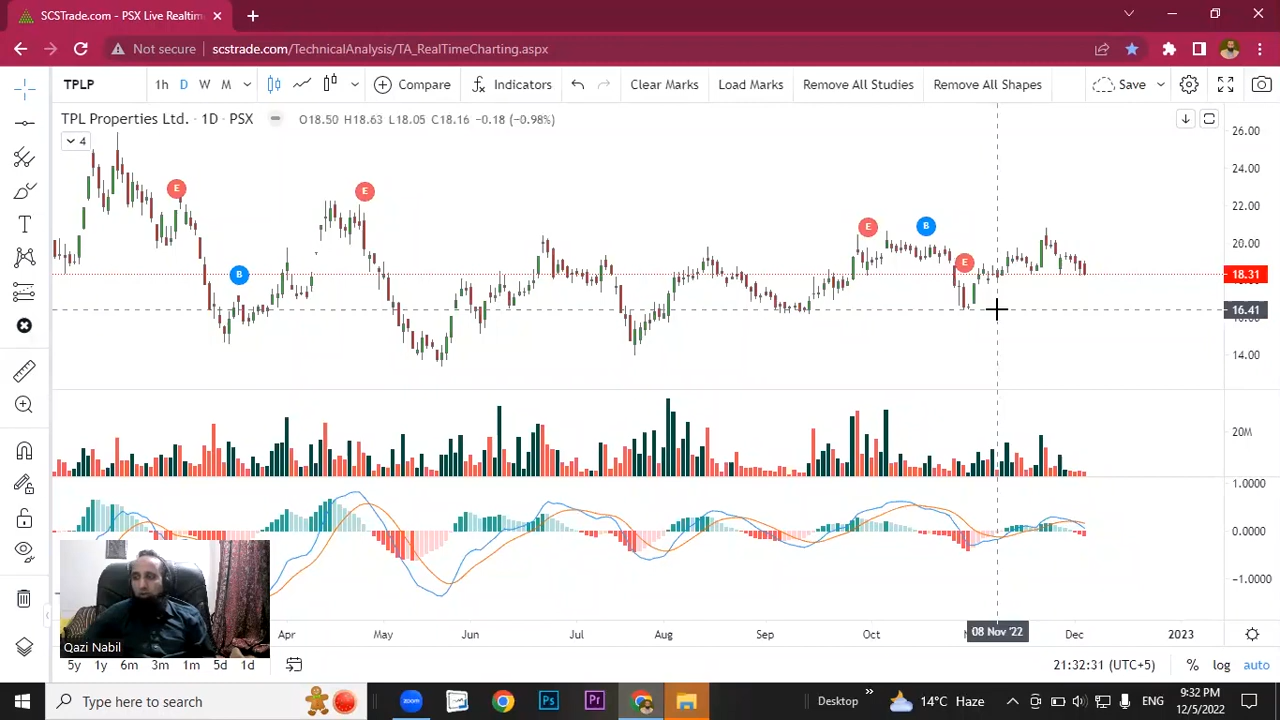 SCSTrade.com - PSX Live Realtim
Not secure
scstrade.com/TechnicalAnalysis/TA_RealTimeCharting.aspx
TPLP 1h D W M Compare Indicators Clear Marks Load Marks Remove All Studies Remove All Shapes Save
TPL Properties Ltd. · 1D · PSX O18.50 H18.63 L18.05 C18.16 −0.18 (−0.98%)
4
26.00
24.00
22.00
20.00
18.31
16.41
14.00
E
B
E
E
B
E
20M
1.0000
0.0000
−1.0000
Qazi Nabil
Apr May Jun Jul Aug Sep Oct 08 Nov '22 Dec 2023
5y 1y 6m 3m 1m 5d 1d 21:32:31 (UTC+5) % log auto
Type here to search
Ps
Pr
Desktop
14°C Haze
ENG
9:32 PM
12/5/2022